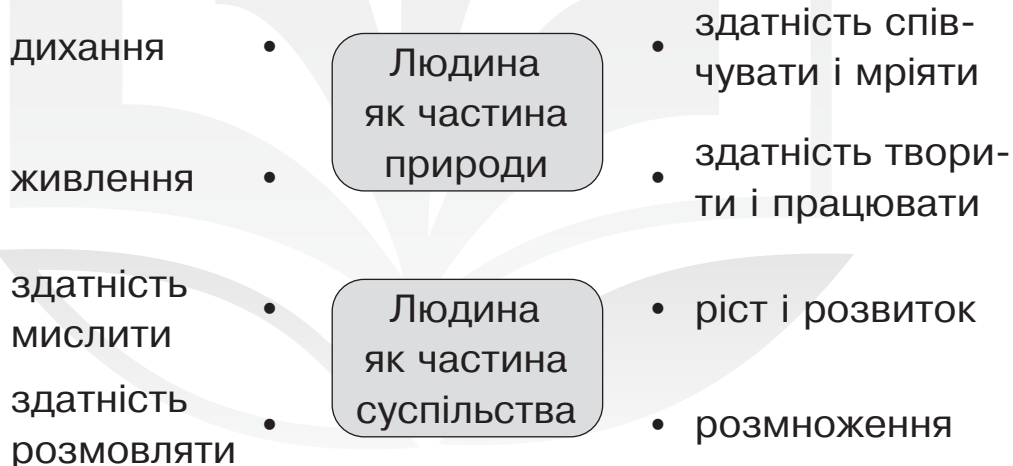 дихання
живлення
здатність
мислити
здатність
розмовляти
Людина
як частина
природи
Людина
як частина
суспільства
здатність спів-
чувати і мріяти
здатність твори-
ти і працювати
ріст і розвиток
розмноження